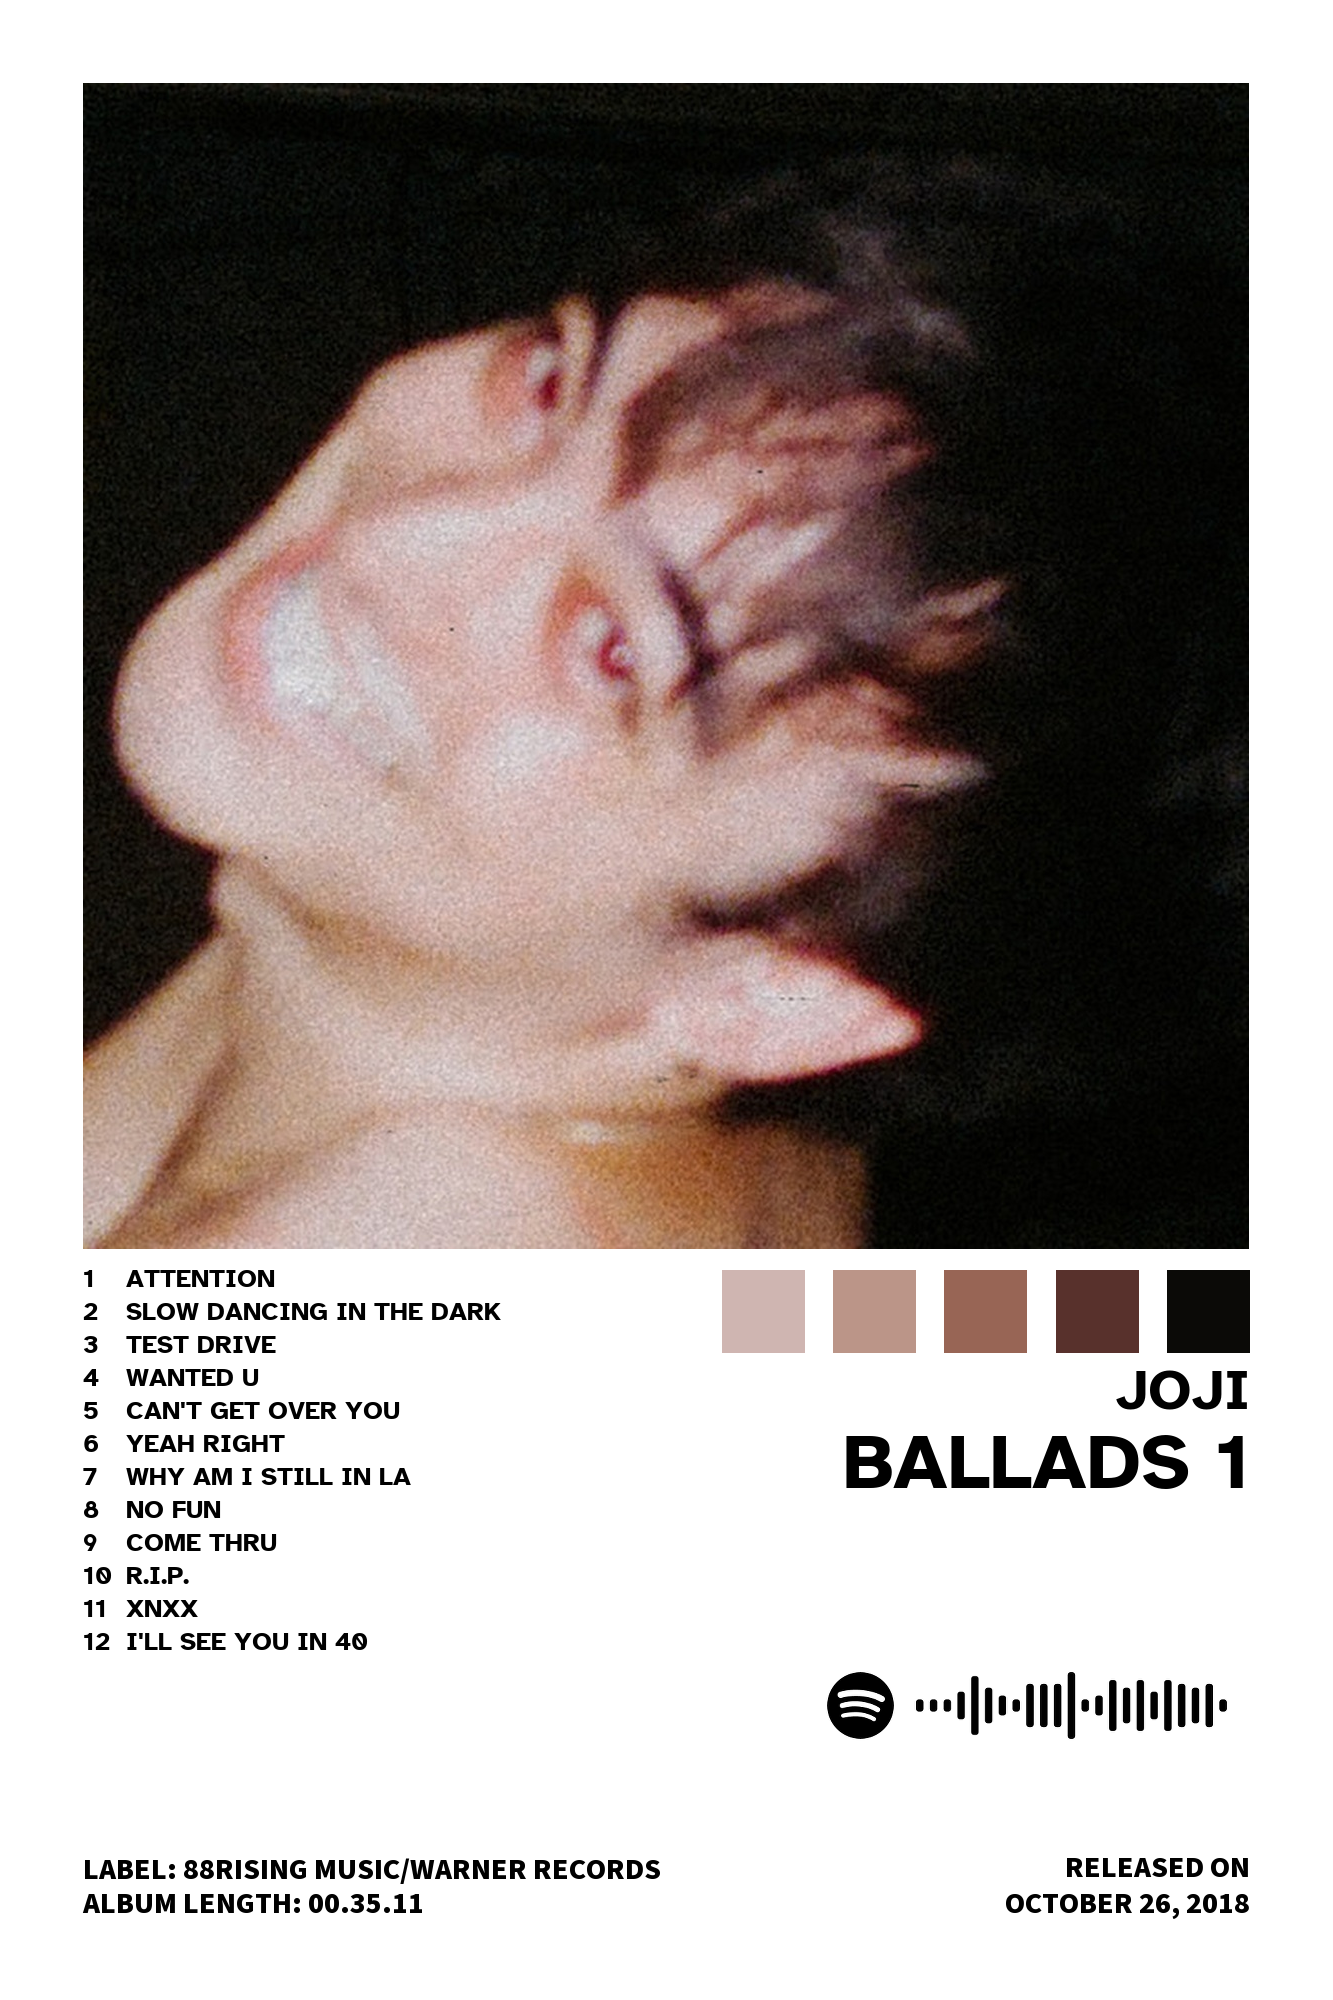 1 ATTENTION
2 SLOW DANCING IN THE DARK
3 TEST DRIVE
4 WANTED U
5 CAN'T GET OVER YOU
6 YEAH RIGHT
7 WHY AM I STILL IN LA
8 NO FUN
9 COME THRU
10 R.I.P.
11 XNXX
12 I'LL SEE YOU IN 40
JOJI
BALLADS 1
LABEL: 88RISING MUSIC/WARNER RECORDS
ALBUM LENGTH: 00.35.11
RELEASED ON
OCTOBER 26, 2018